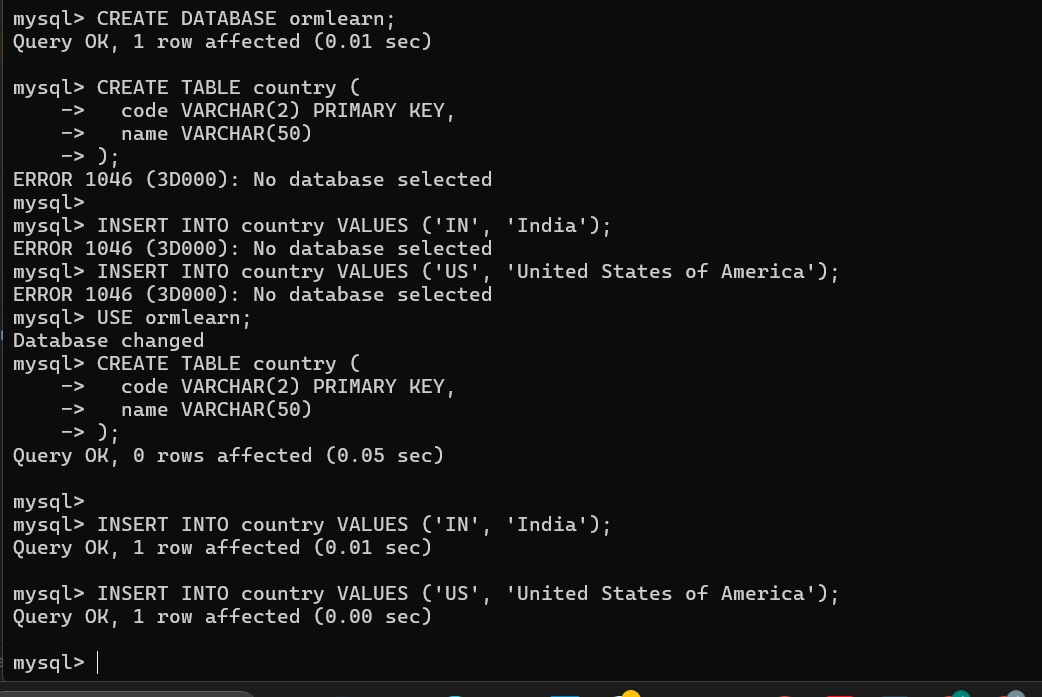 mysql> CREATE DATABASE ormlearn;
Query OK, 1 row affected (0.01 sec)

mysql> CREATE TABLE country (
    ->   code VARCHAR(2) PRIMARY KEY,
    ->   name VARCHAR(50)
    -> );
ERROR 1046 (3D000): No database selected
mysql>
mysql> INSERT INTO country VALUES ('IN', 'India');
ERROR 1046 (3D000): No database selected
mysql> INSERT INTO country VALUES ('US', 'United States of America');
ERROR 1046 (3D000): No database selected
mysql> USE ormlearn;
Database changed
mysql> CREATE TABLE country (
    ->   code VARCHAR(2) PRIMARY KEY,
    ->   name VARCHAR(50)
    -> );
Query OK, 0 rows affected (0.05 sec)

mysql>
mysql> INSERT INTO country VALUES ('IN', 'India');
Query OK, 1 row affected (0.01 sec)

mysql> INSERT INTO country VALUES ('US', 'United States of America');
Query OK, 1 row affected (0.00 sec)

mysql>